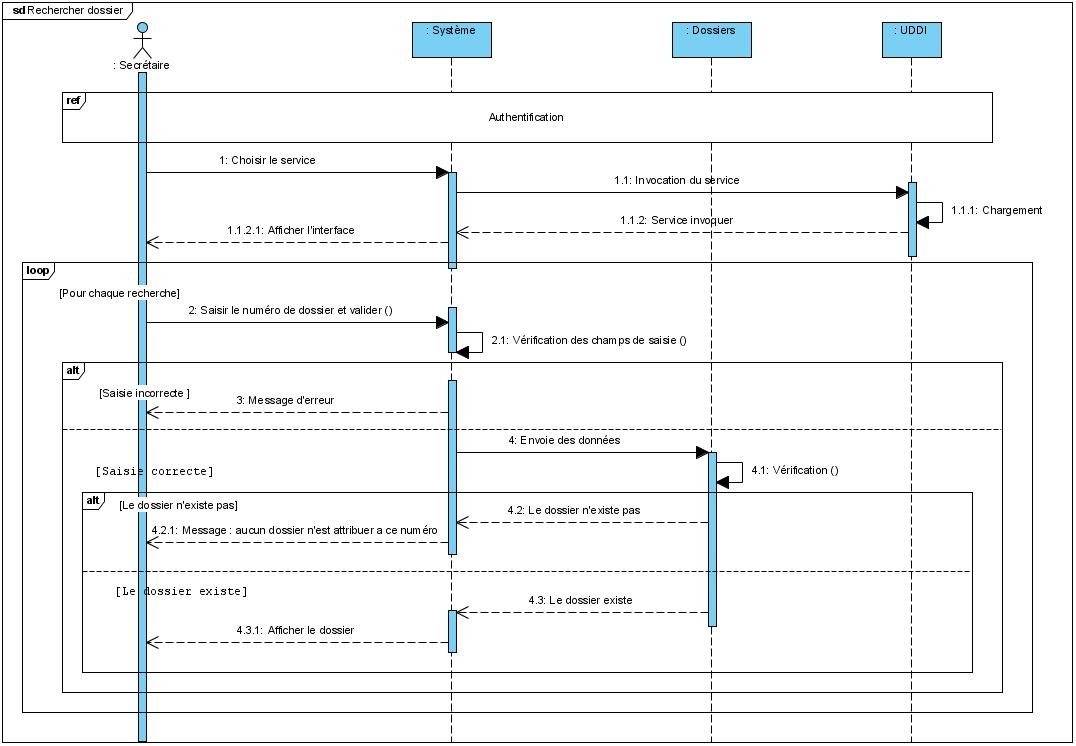 sd Rechercher dossier
: Secrétaire
: Système
: Dossiers
: UDDI
ref
Authentification
1: Choisir le service
1.1: Invocation du service
1.1.1: Chargement
1.1.2: Service invoquer
1.1.2.1: Afficher l'interface
loop
[Pour chaque recherche]
2: Saisir le numéro de dossier et valider ()
2.1: Vérification des champs de saisie ()
alt
[Saisie incorrecte ]
3: Message d'erreur
4: Envoie des données
[Saisie correcte]
4.1: Vérification ()
alt
[Le dossier n'existe pas]
4.2: Le dossier n'existe pas
4.2.1: Message : aucun dossier n'est attribuer a ce numéro
[Le dossier existe]
4.3: Le dossier existe
4.3.1: Afficher le dossier